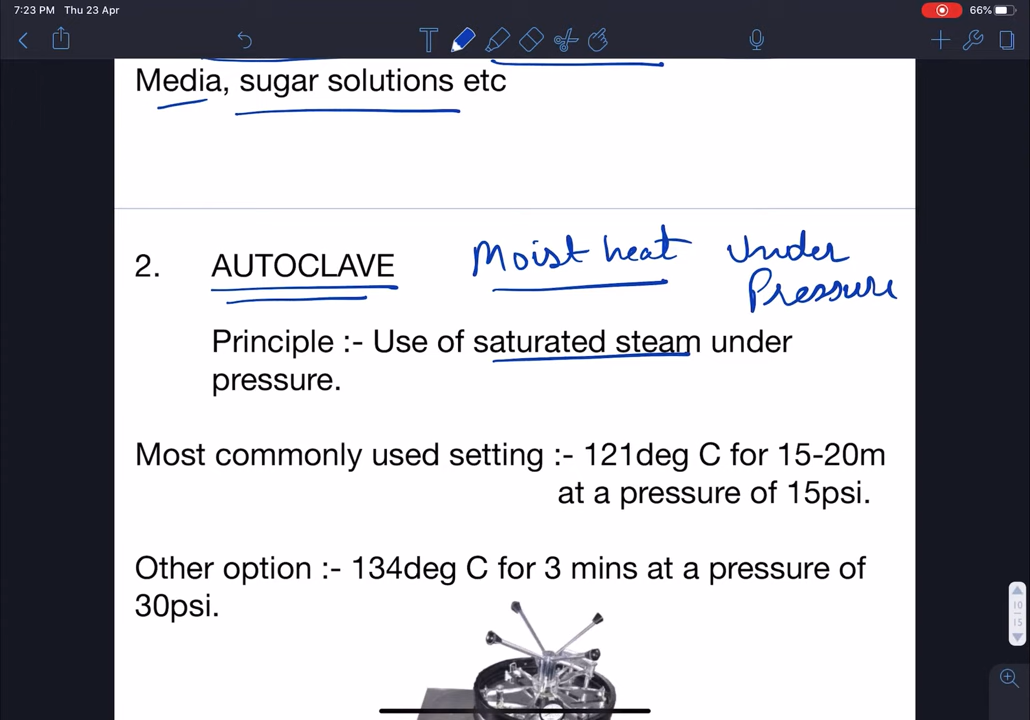 7:23 PM Thu 23 Apr
66%
Media, sugar solutions etc
2. AUTOCLAVE Moist heat Under
Pressure
Principle :- Use of saturated steam under
pressure.
Most commonly used setting :- 121deg C for 15-20m
at a pressure of 15psi.
Other option :- 134deg C for 3 mins at a pressure of
30psi.
10
15